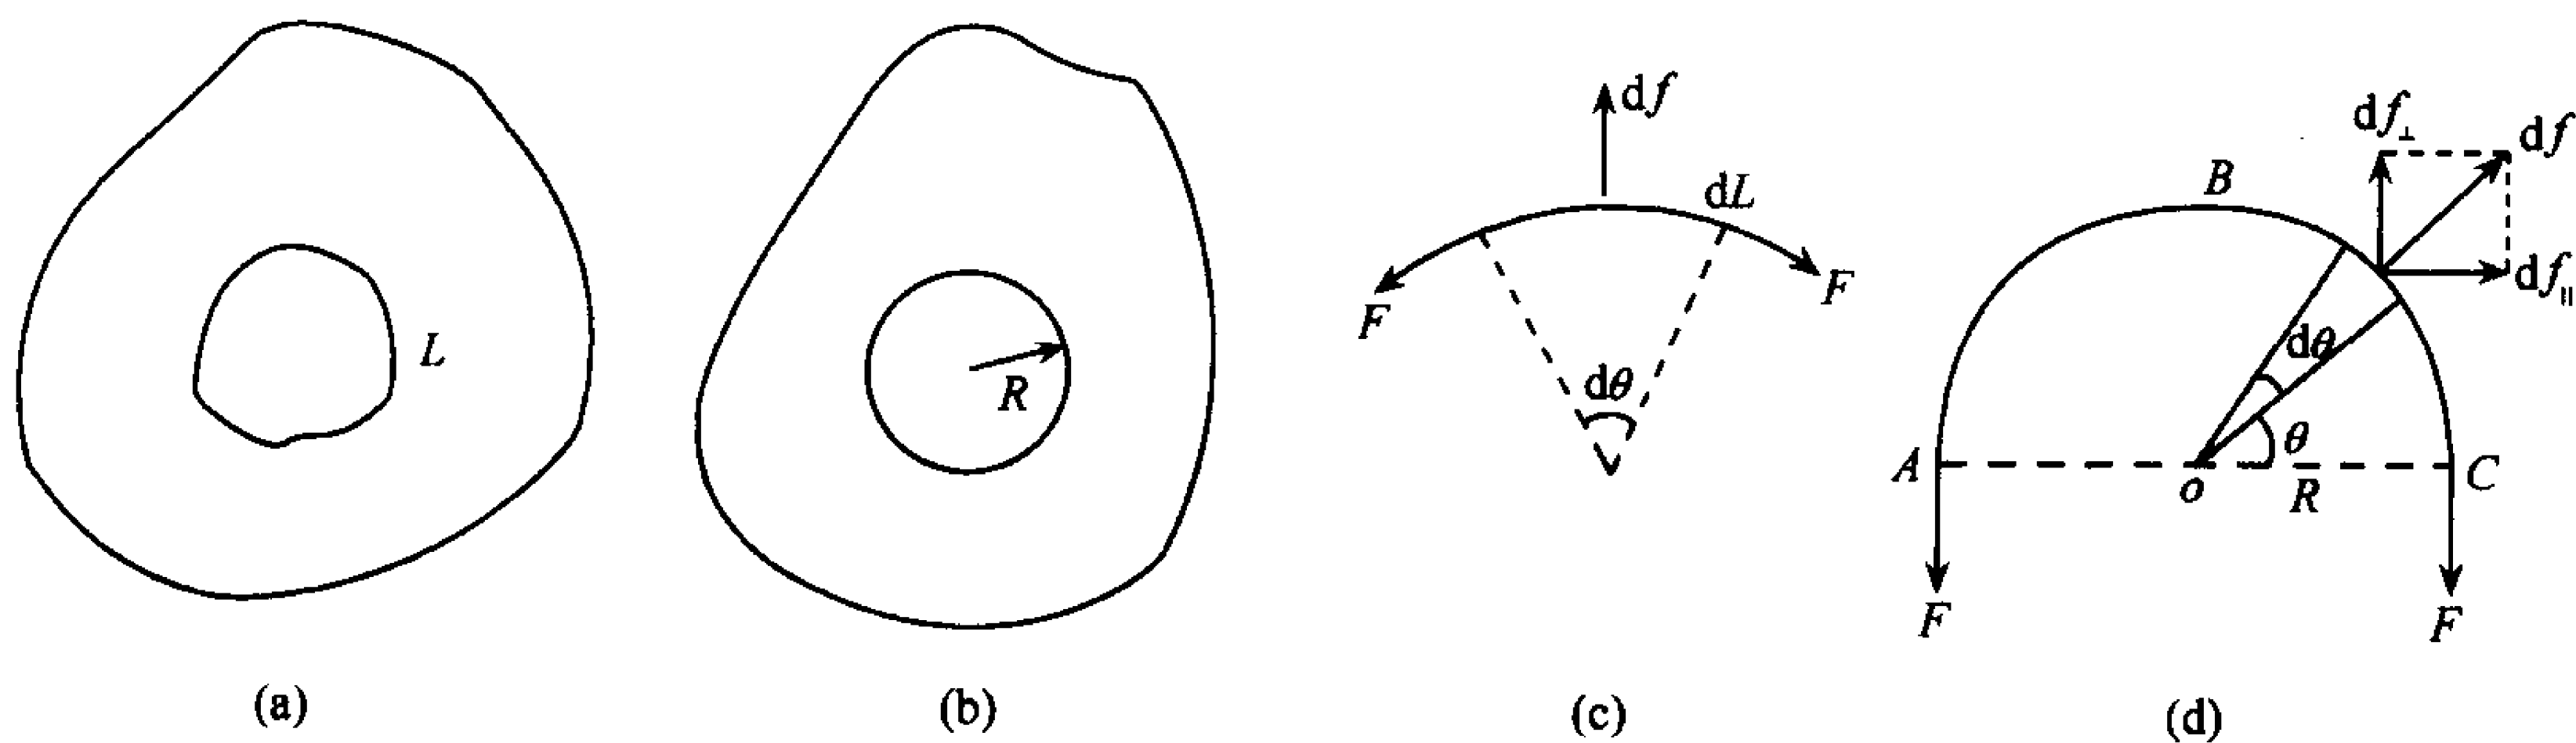 L
(a)
R
(b)
df
dL
F
F
dθ
(c)
df⊥
df
B
df∥
dθ
θ
A
o
R
C
F
F
(d)